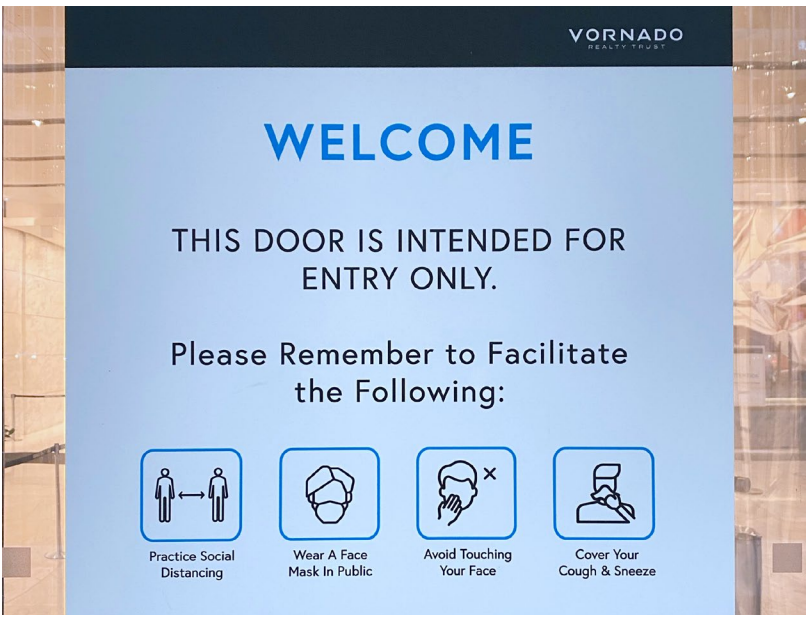 VORNADO
REALTY TRUST
WELCOME
THIS DOOR IS INTENDED FOR
ENTRY ONLY.
Please Remember to Facilitate
the Following:
Practice Social
Distancing
Wear A Face
Mask In Public
Avoid Touching
Your Face
Cover Your
Cough & Sneeze